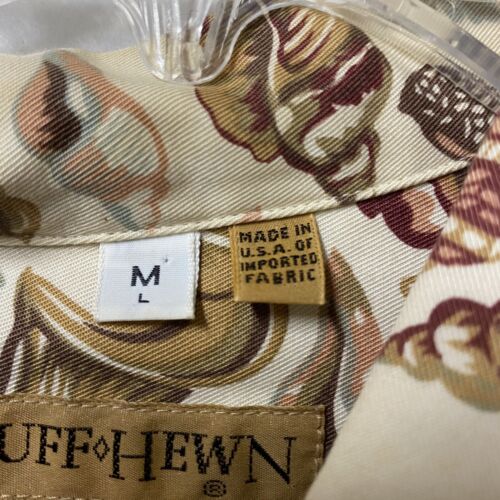 M
L
MADE IN
U.S.A. OF
IMPORTED
FABRIC
UFF◊HEWN
®